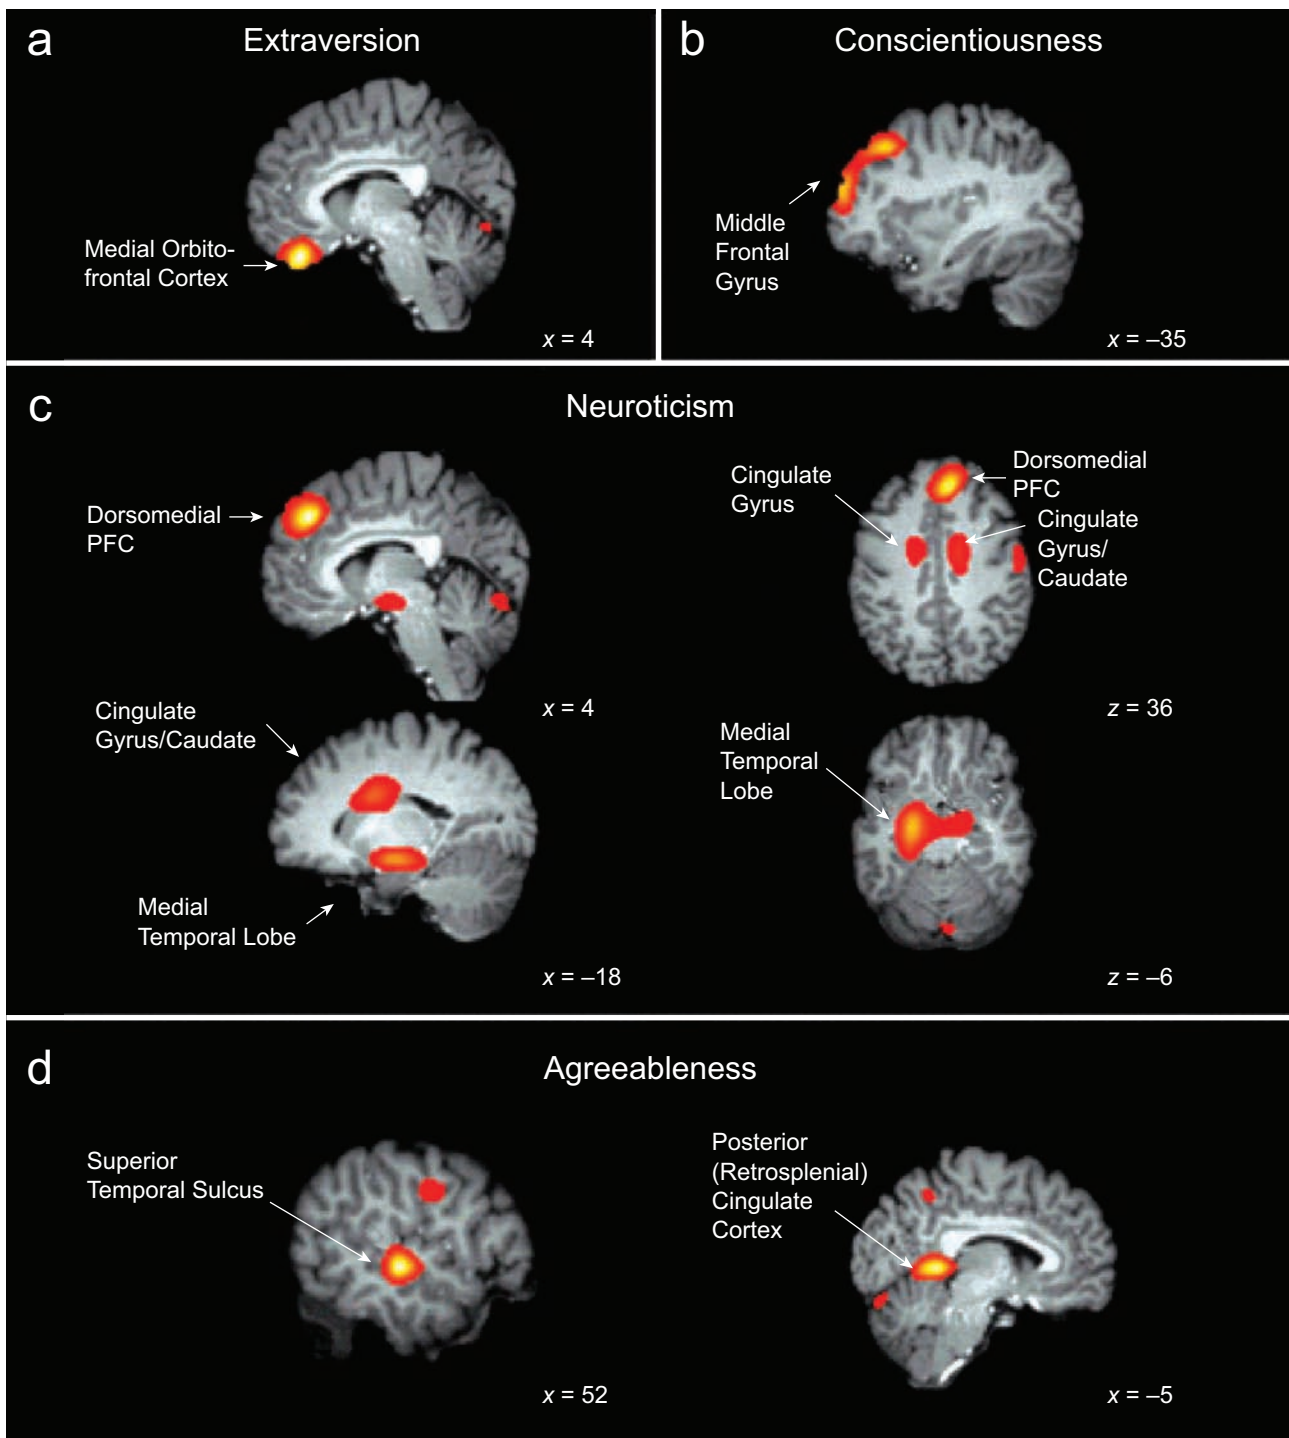 a
Extraversion
Medial Orbito-
frontal Cortex
x = 4
b
Conscientiousness
Middle
Frontal
Gyrus
x = –35
c
Neuroticism
Dorsomedial
PFC
x = 4
Cingulate
Gyrus
Dorsomedial
PFC
Cingulate
Gyrus/
Caudate
z = 36
Cingulate
Gyrus/Caudate
Medial
Temporal Lobe
x = –18
Medial
Temporal
Lobe
z = –6
d
Agreeableness
Superior
Temporal Sulcus
x = 52
Posterior
(Retrosplenial)
Cingulate
Cortex
x = –5